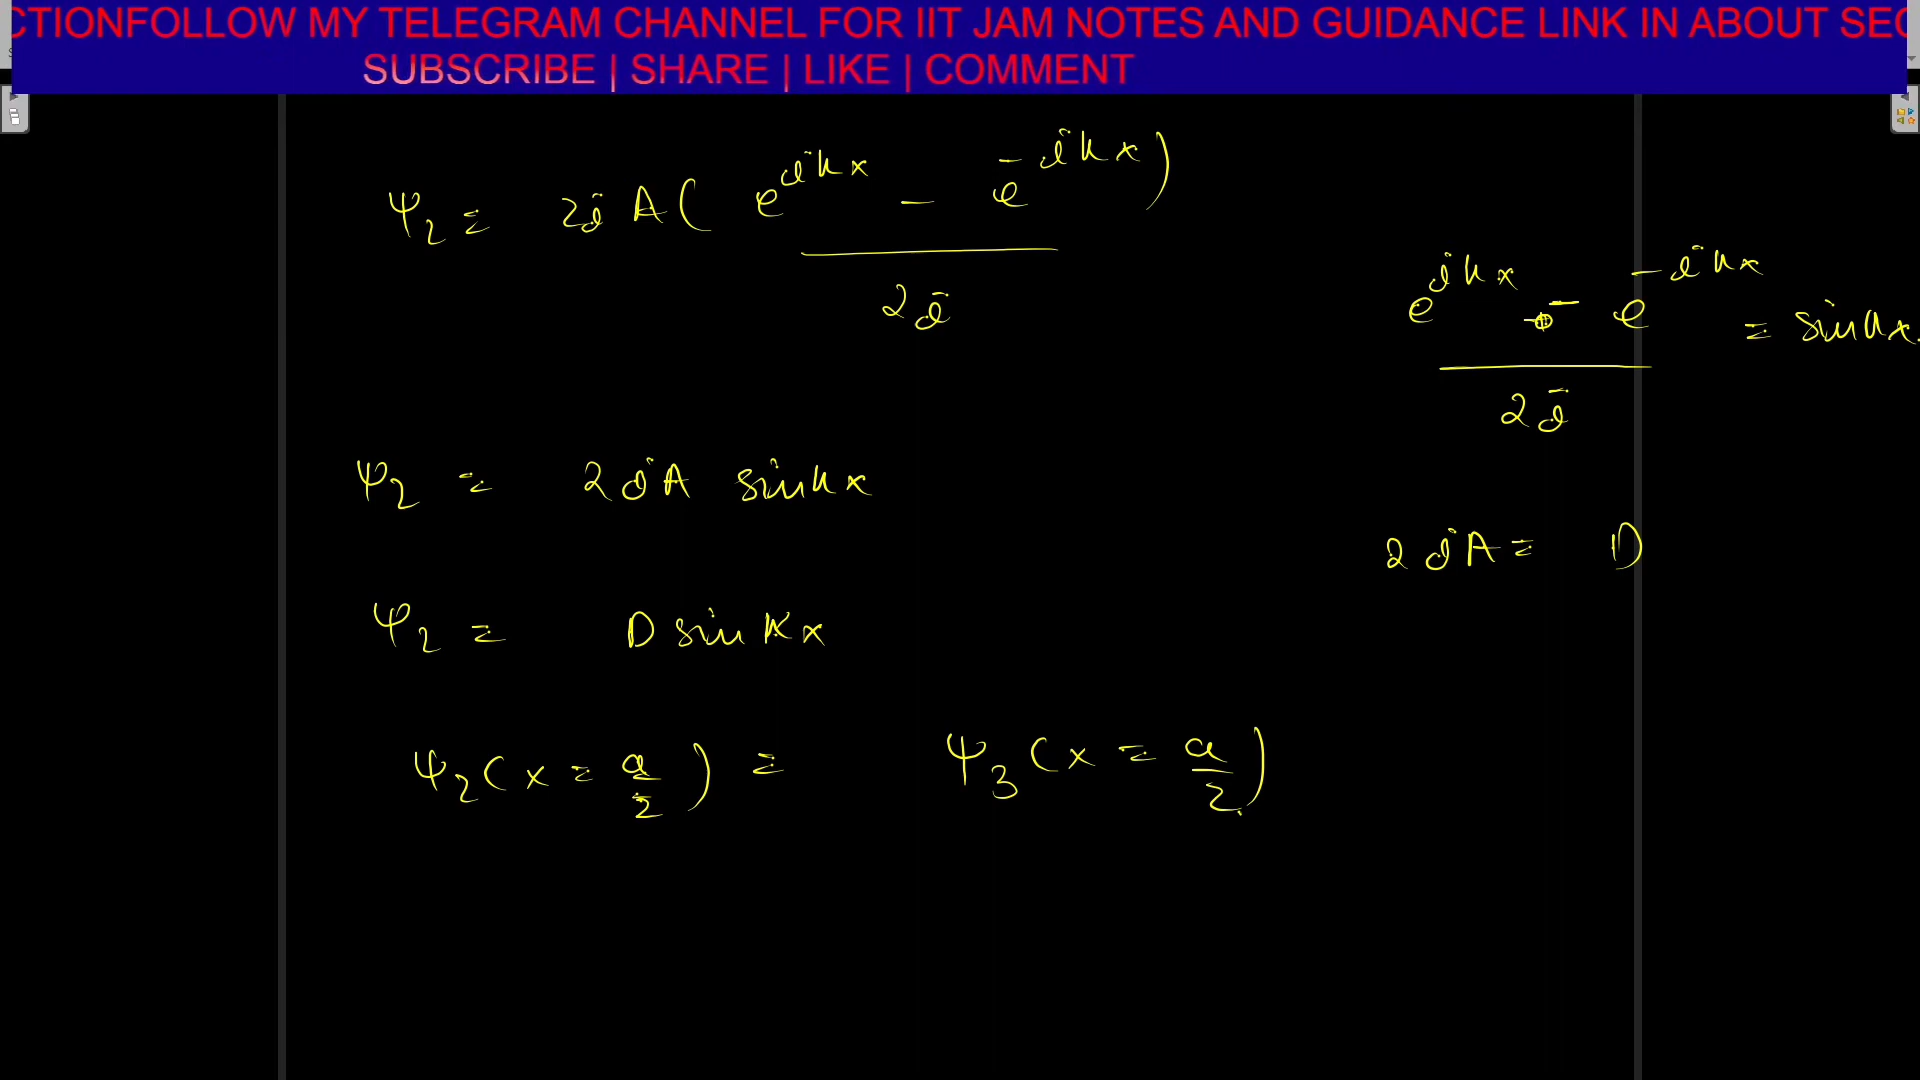 CTIONFOLLOW MY TELEGRAM CHANNEL FOR IIT JAM NOTES AND GUIDANCE LINK IN ABOUT SEC
SUBSCRIBE | SHARE | LIKE | COMMENT
ψ₂ = 2i A( e^{ikx} - e^{-ikx} ) / 2i
e^{ikx} - e^{-ikx} / 2i = sin kx
ψ₂ = 2iA sin kx
2iA = D
ψ₂ = D sin Kx
ψ₂(x = a/2) = ψ₃(x = a/2)